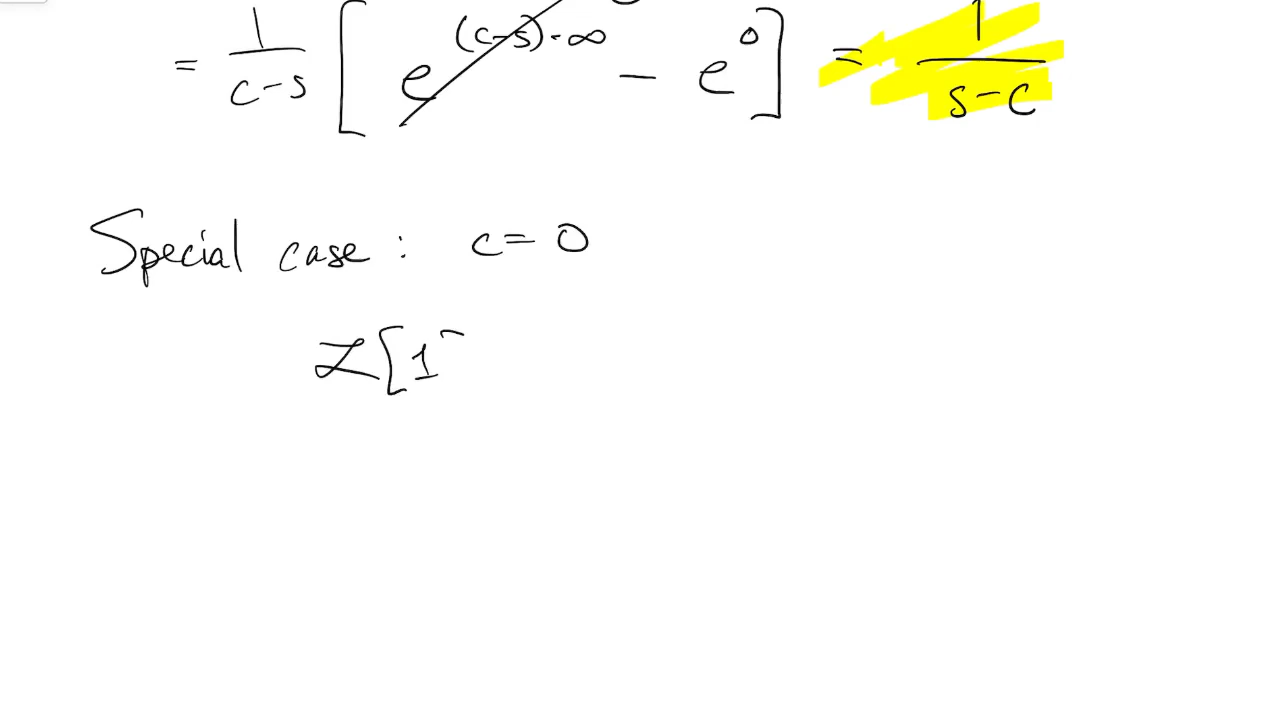 = 1/(c-s) [ e^{(c-s)·∞} - e^0 ] = 1/(s-c)
Special case : c = 0
ℒ[1